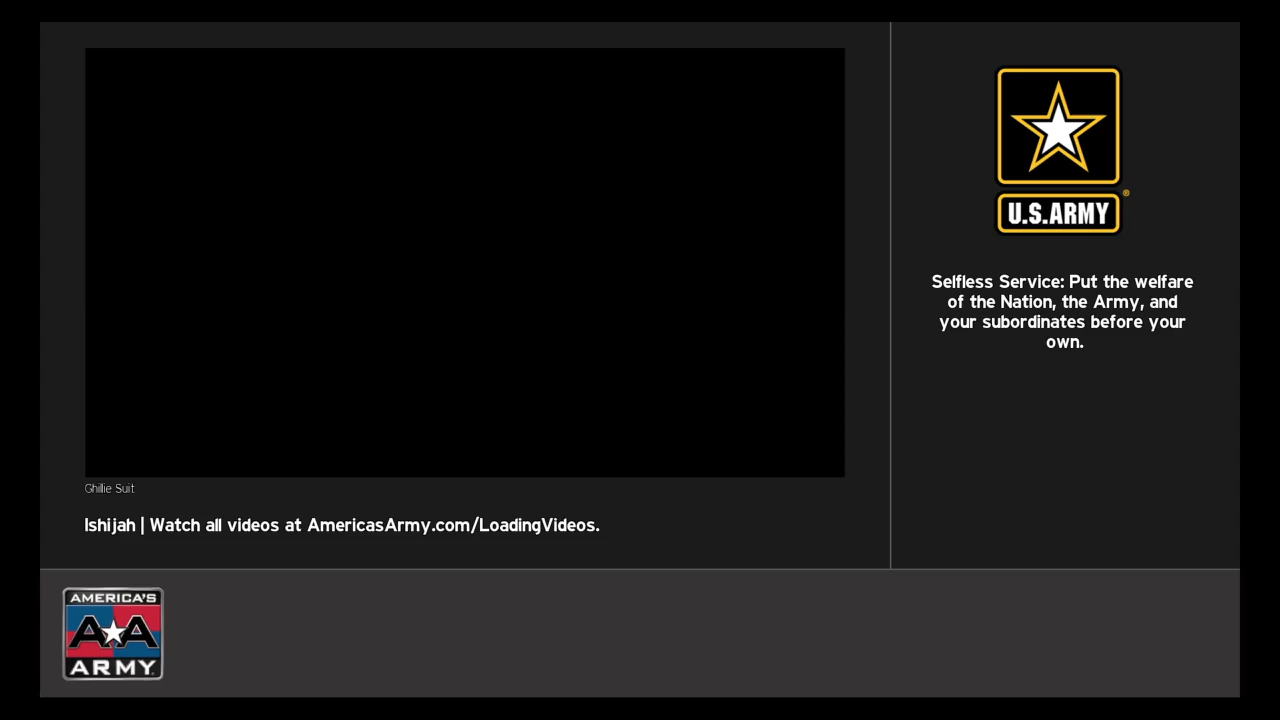 U.S.ARMY
®
Selfless Service: Put the welfare
of the Nation, the Army, and
your subordinates before your
own.
Ghillie Suit
Ishijah | Watch all videos at AmericasArmy.com/LoadingVideos.
AMERICA'S
AA
ARMY